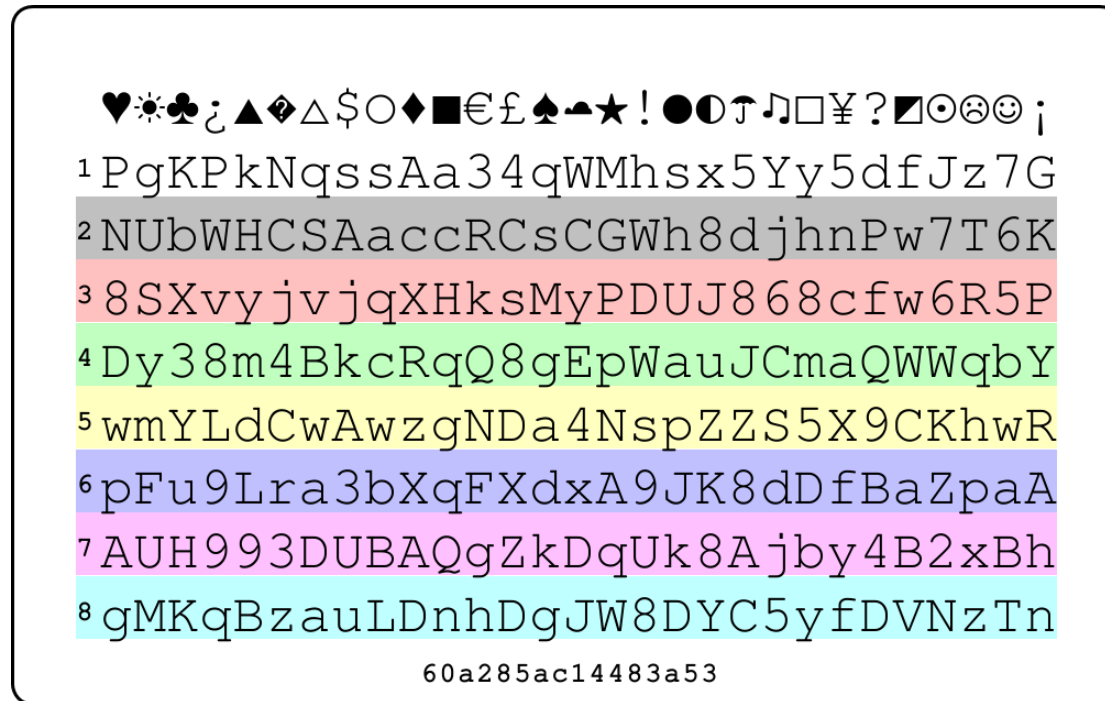 ♥☀♣¿▲�△$○♦■€£♠☁★!●◐☂♫□¥?◩⊙☹☺¡
1 PgKPkNqssAa34qWMhsx5Yy5dfJz7G
2 NUbWHCSAaccRCsCGWh8djhnPw7T6K
3 8SXvyjvjqXHksMyPDUJ868cfw6R5P
4 Dy38m4BkcRqQ8gEpWauJCmaQWWqbY
5 wmYLdCwAwzgNDa4NspZZS5X9CKhwR
6 pFu9Lra3bXqFXdxA9JK8dDfBaZpaA
7 AUH993DUBAQgZkDqUk8Ajby4B2xBh
8 gMKqBzauLDnhDgJW8DYC5yfDVNzTn
60a285ac14483a53